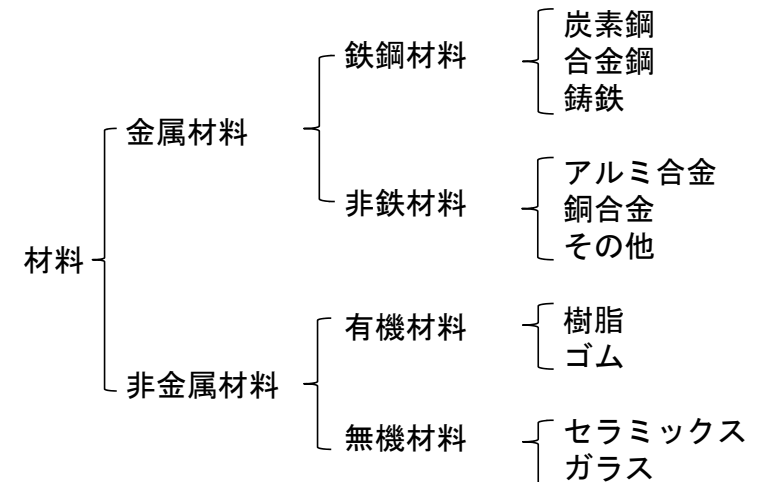 材料
金属材料
鉄鋼材料
炭素鋼
合金鋼
鋳鉄
非鉄材料
アルミ合金
銅合金
その他
非金属材料
有機材料
樹脂
ゴム
無機材料
セラミックス
ガラス